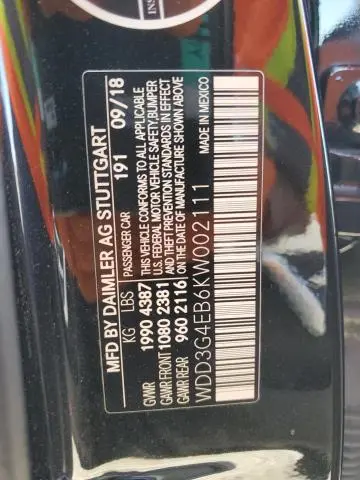 INS
MFD BY DAIMLER AG STUTTGART
PASSENGER CAR 191 09/18
KG LBS
GVWR 1990 4387
GAWR FRONT 1080 2381
GAWR REAR 960 2116
THIS VEHICLE CONFORMS TO ALL APPLICABLE
U.S. FEDERAL MOTOR VEHICLE SAFETY, BUMPER
AND THEFT PREVENTION STANDARDS IN EFFECT
ON THE DATE OF MANUFACTURE SHOWN ABOVE
WDD3G4EB6KW002111
MADE IN MEXICO